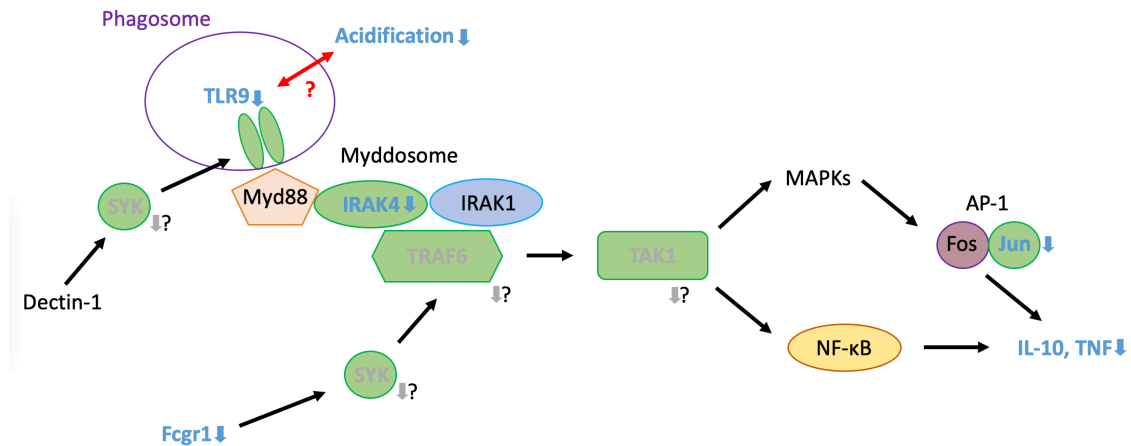 Phagosome
Acidification
?
TLR9
Myddosome
SYK
?
Myd88
IRAK4
IRAK1
MAPKs
AP-1
Fos
Jun
TRAF6
?
TAK1
?
Dectin-1
NF-κB
IL-10, TNF
SYK
?
Fcgr1